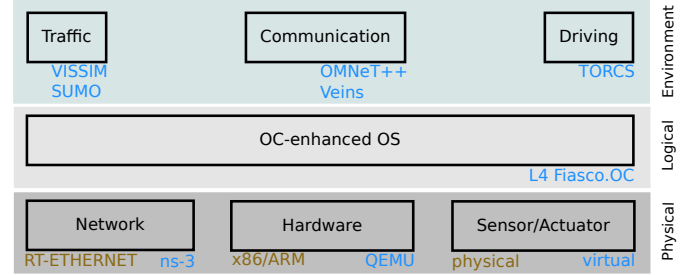 Traffic
Communication
Driving
VISSIM
SUMO
OMNeT++
Veins
TORCS
Environment
OC-enhanced OS
L4 Fiasco.OC
Logical
Network
Hardware
Sensor/Actuator
RT-ETHERNET
ns-3
x86/ARM
QEMU
physical
virtual
Physical